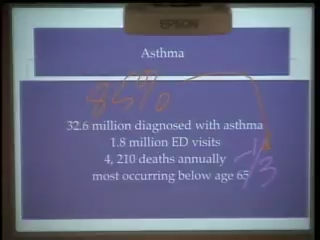 EPSON
Asthma
85%
32.6 million diagnosed with asthma
1.8 million ED visits
4, 210 deaths annually
most occurring below age 65
1/3